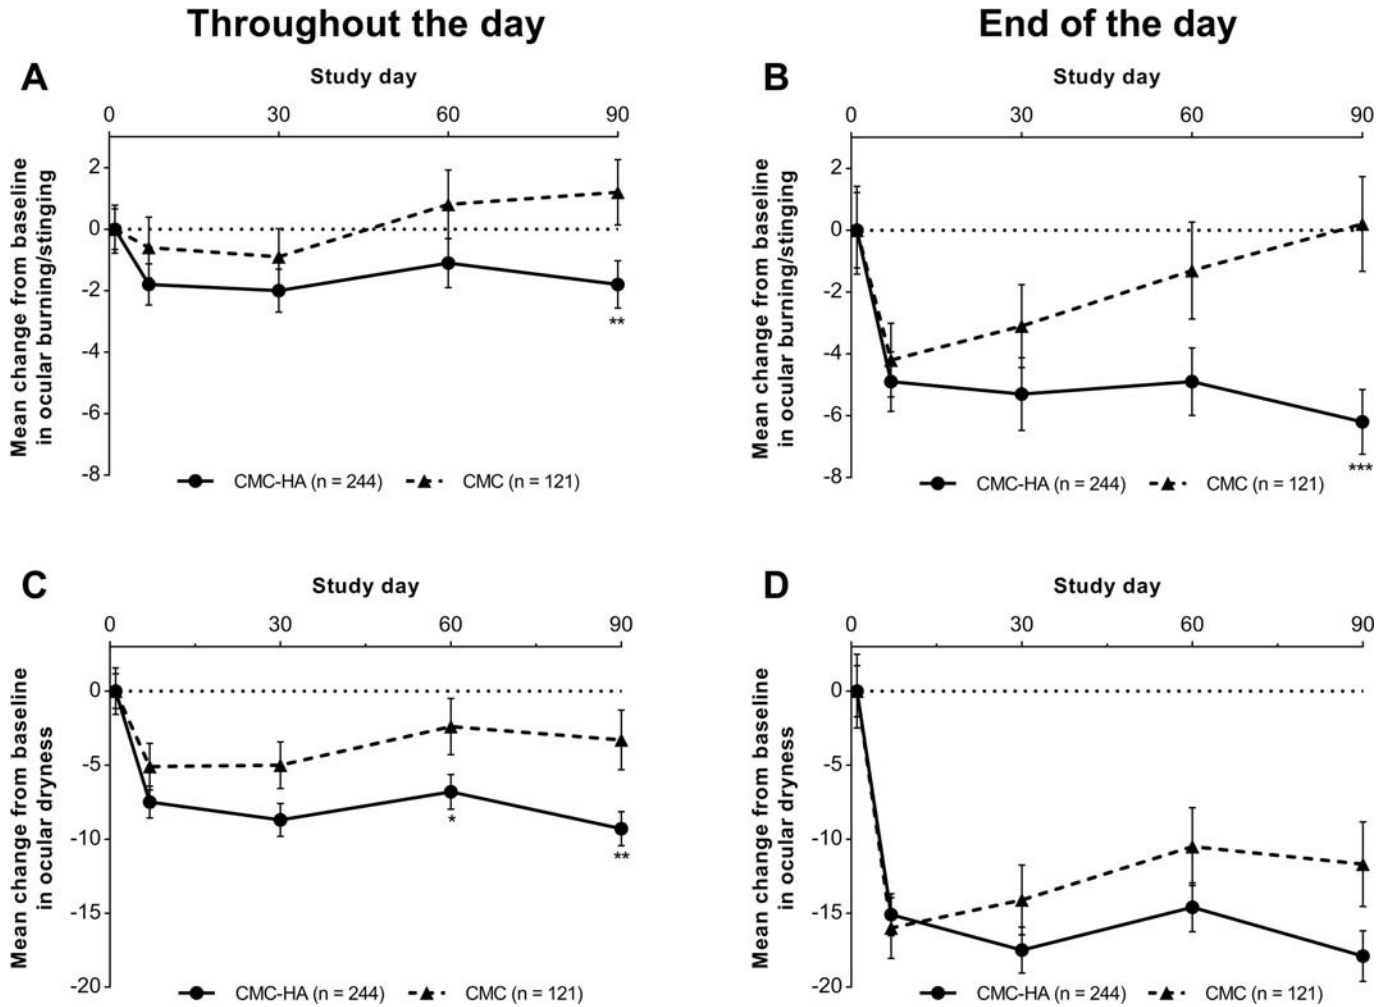 Throughout the day
End of the day
A
Study day
0 30 60 90
Mean change from baseline
in ocular burning/stinging
2
0
-2
-4
-6
-8
CMC-HA (n = 244) CMC (n = 121)
**
B
Study day
0 30 60 90
Mean change from baseline
in ocular burning/stinging
2
0
-2
-4
-6
-8
CMC-HA (n = 244) CMC (n = 121)
***
C
Study day
0 30 60 90
Mean change from baseline
in ocular dryness
0
-5
-10
-15
-20
*
**
CMC-HA (n = 244) CMC (n = 121)
D
Study day
0 30 60 90
Mean change from baseline
in ocular dryness
0
-5
-10
-15
-20
CMC-HA (n = 244) CMC (n = 121)